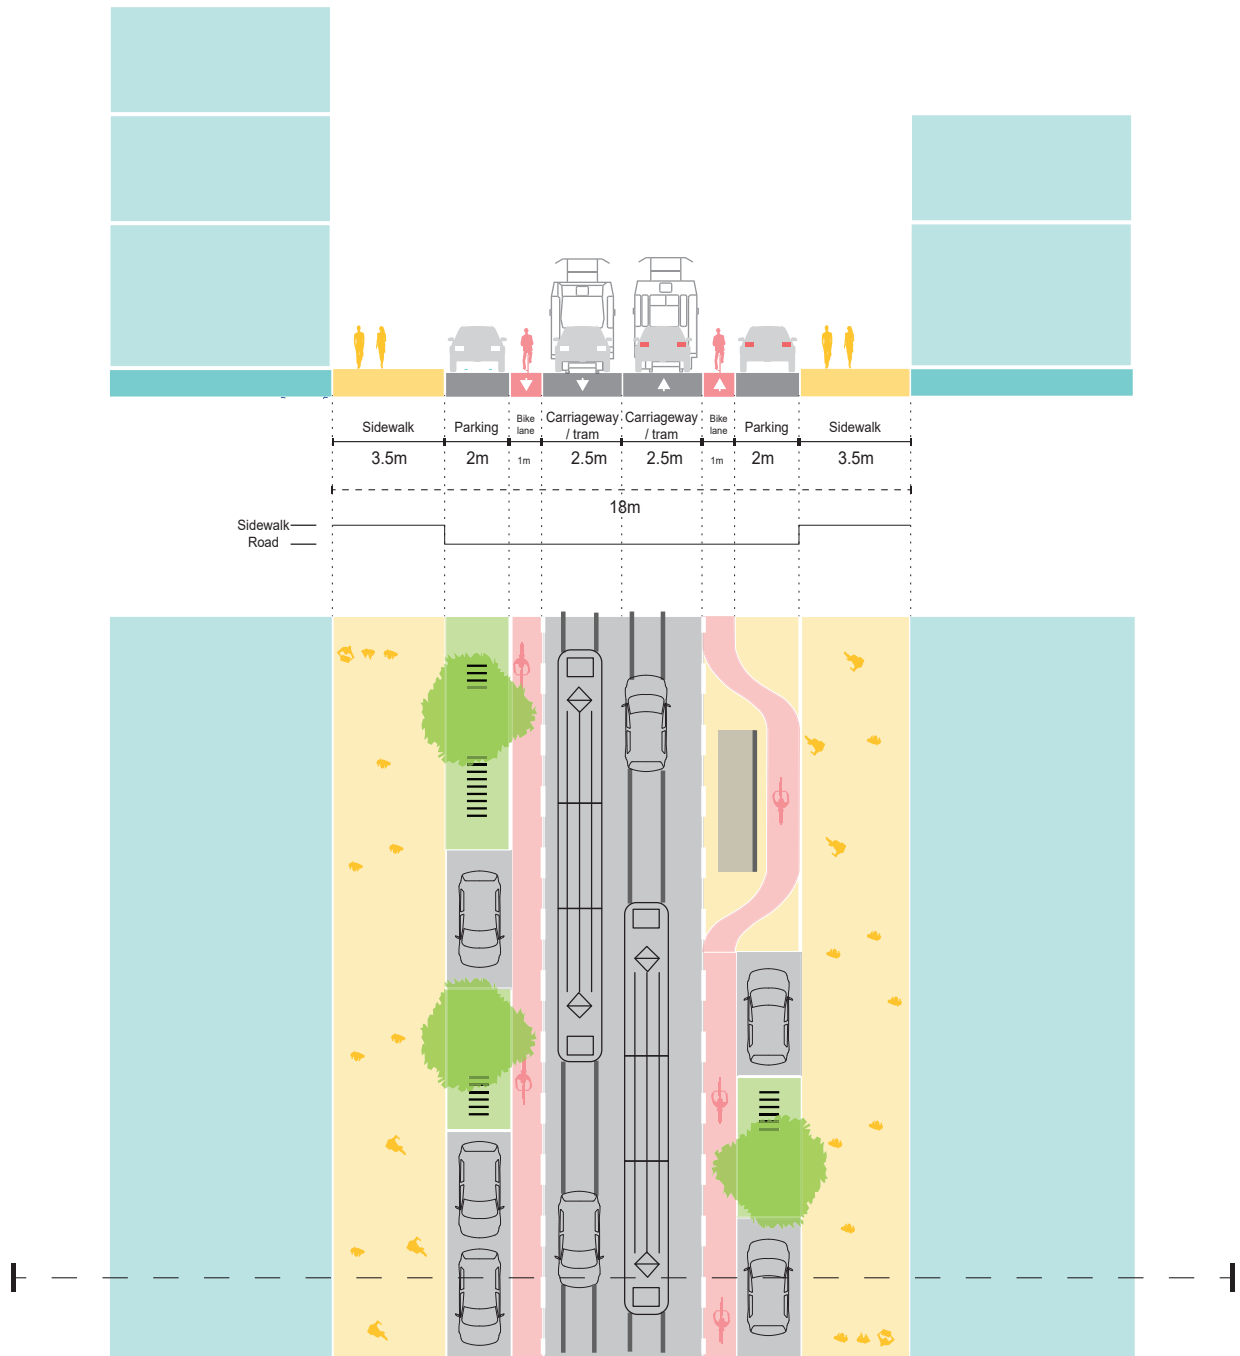 Sidewalk
Parking
Bike
lane
Carriageway
/ tram
Carriageway
/ tram
Bike
lane
Parking
Sidewalk
3.5m
2m
1m
2.5m
2.5m
1m
2m
3.5m
18m
Sidewalk
Road